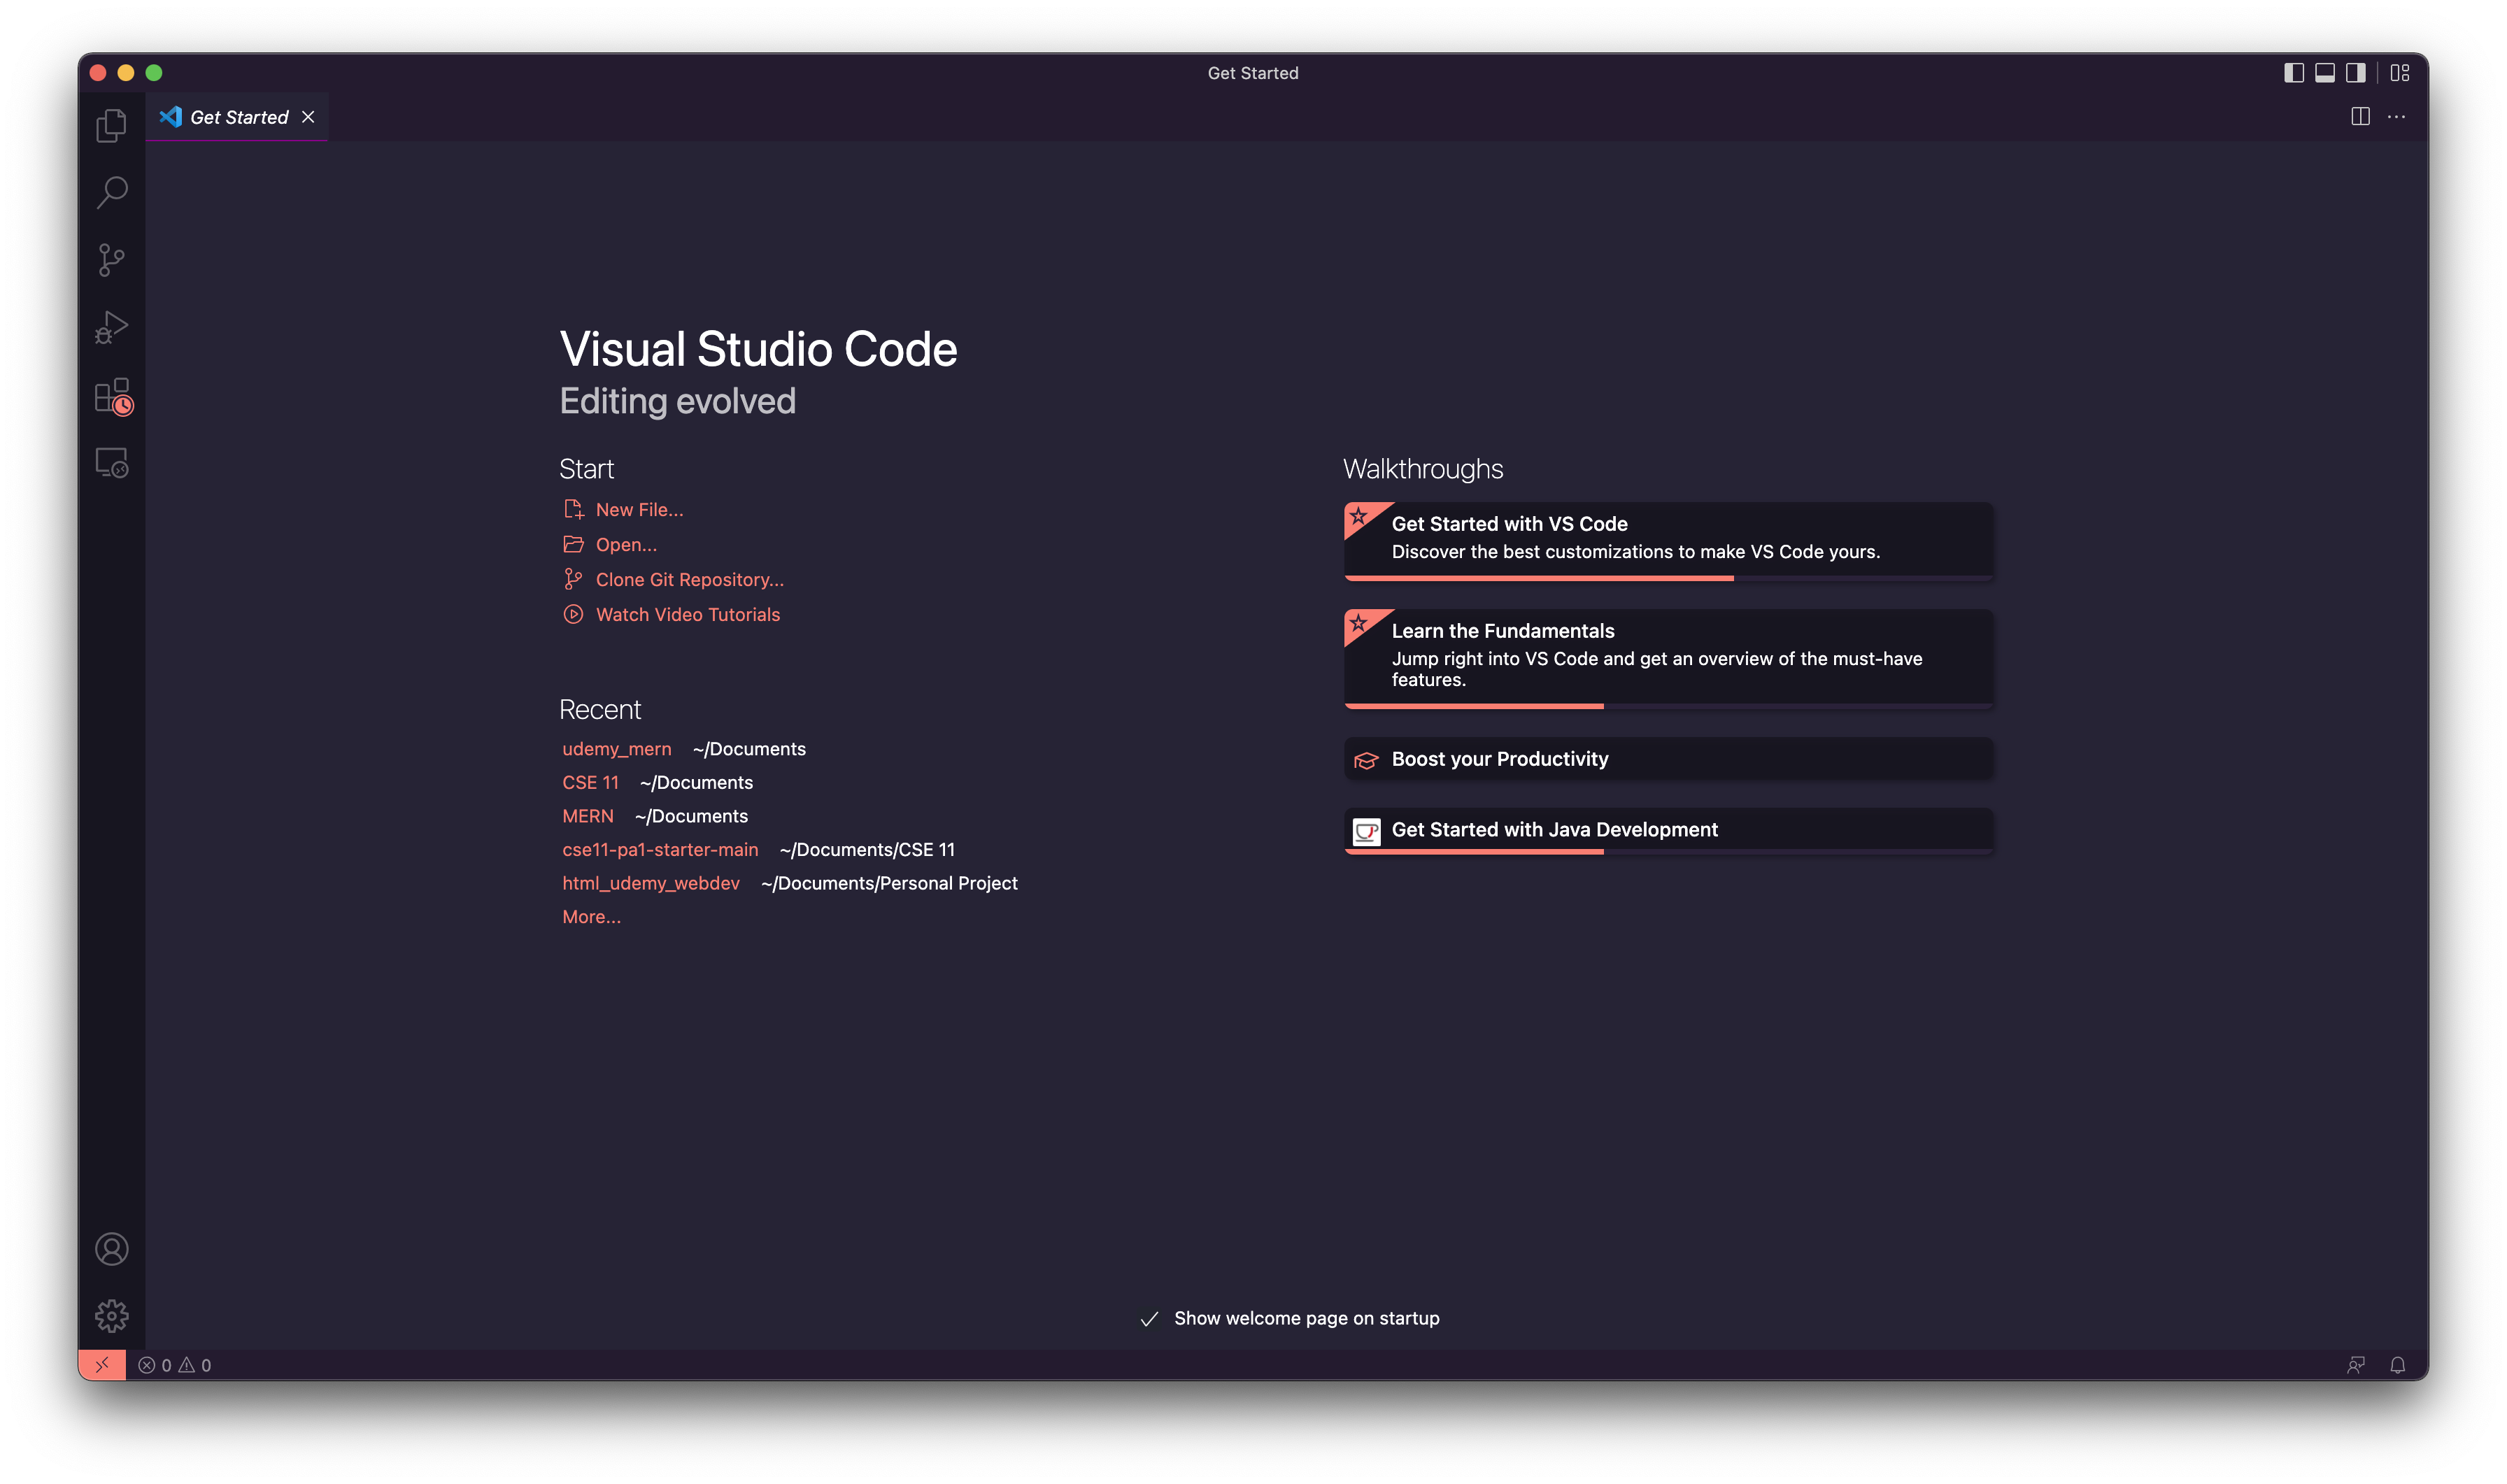 Get Started
Get Started
Visual Studio Code
Editing evolved
Start
New File...
Open...
Clone Git Repository...
Watch Video Tutorials
Recent
udemy_mern ~/Documents
CSE 11 ~/Documents
MERN ~/Documents
cse11-pa1-starter-main ~/Documents/CSE 11
html_udemy_webdev ~/Documents/Personal Project
More...
Walkthroughs
Get Started with VS Code
Discover the best customizations to make VS Code yours.
Learn the Fundamentals
Jump right into VS Code and get an overview of the must-have
features.
Boost your Productivity
Get Started with Java Development
Show welcome page on startup
0 0